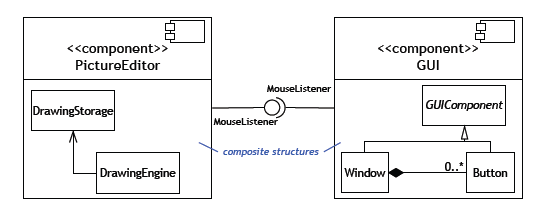 <<component>>
PictureEditor
DrawingStorage
DrawingEngine
MouseListener
MouseListener
composite structures
<<component>>
GUI
GUIComponent
Window
0..*
Button